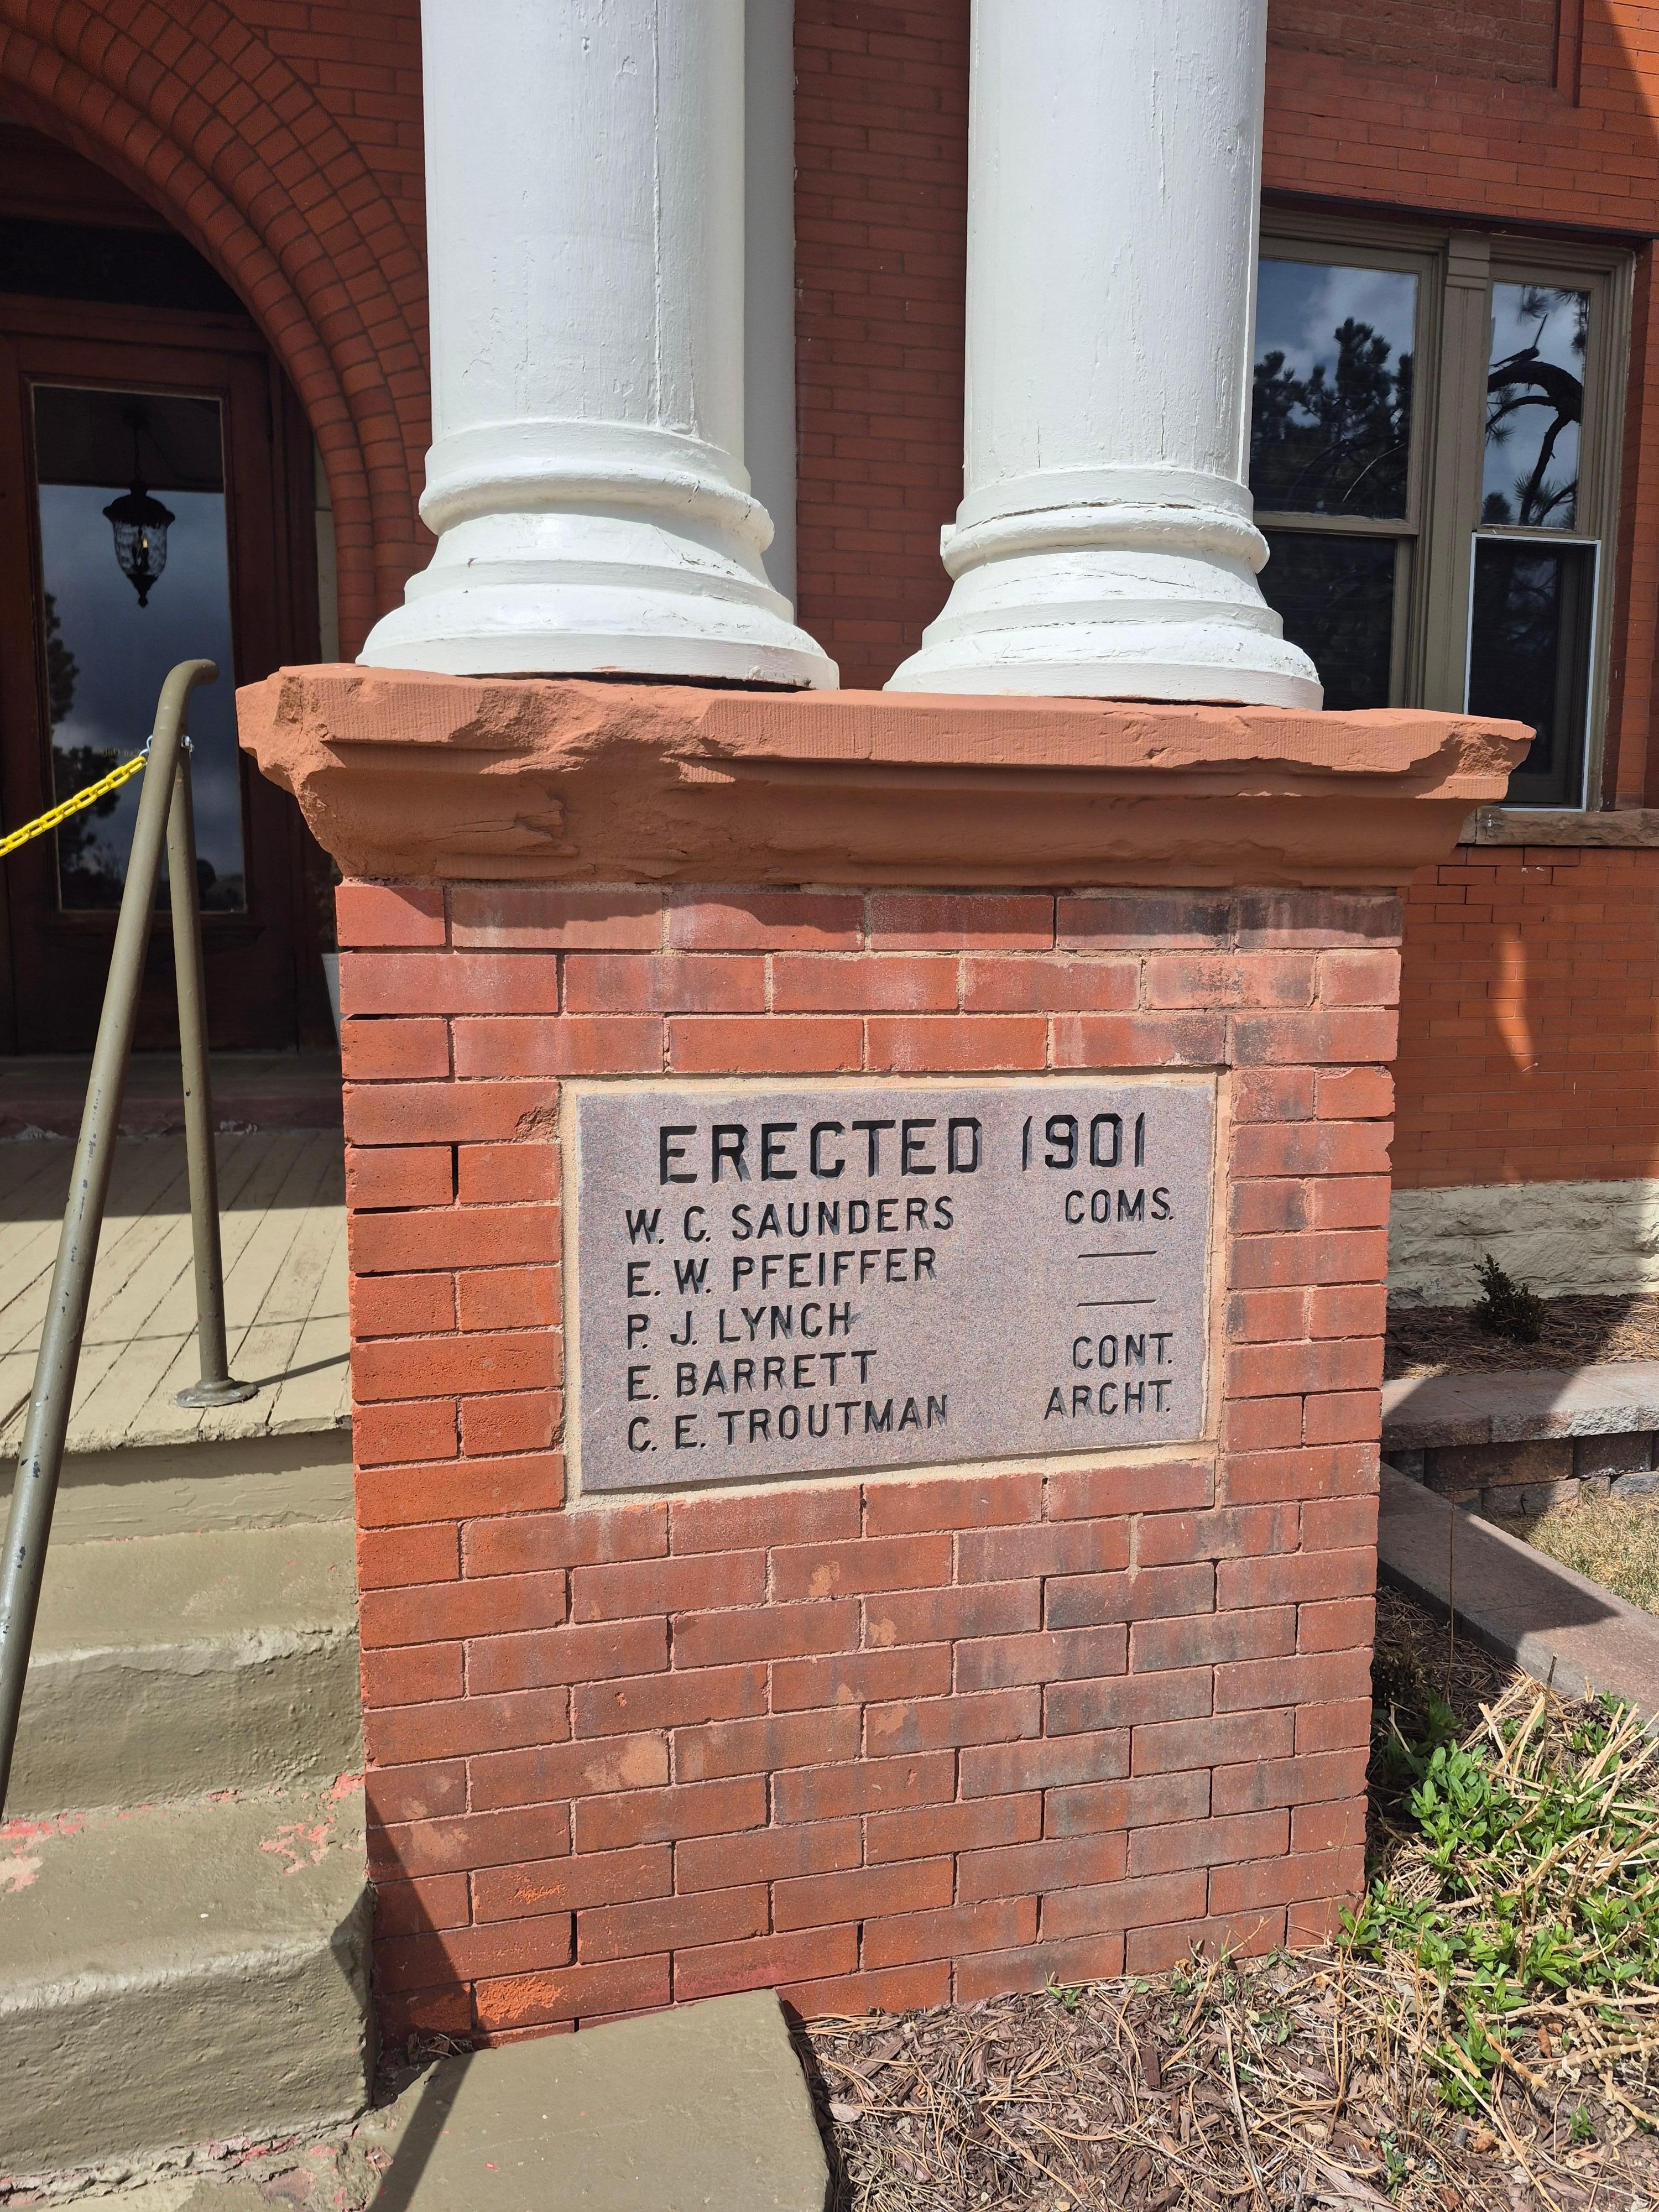 ERECTED 1901
W. C. SAUNDERS COMS.
E. W. PFEIFFER —
P. J. LYNCH —
E. BARRETT CONT.
C. E. TROUTMAN ARCHT.